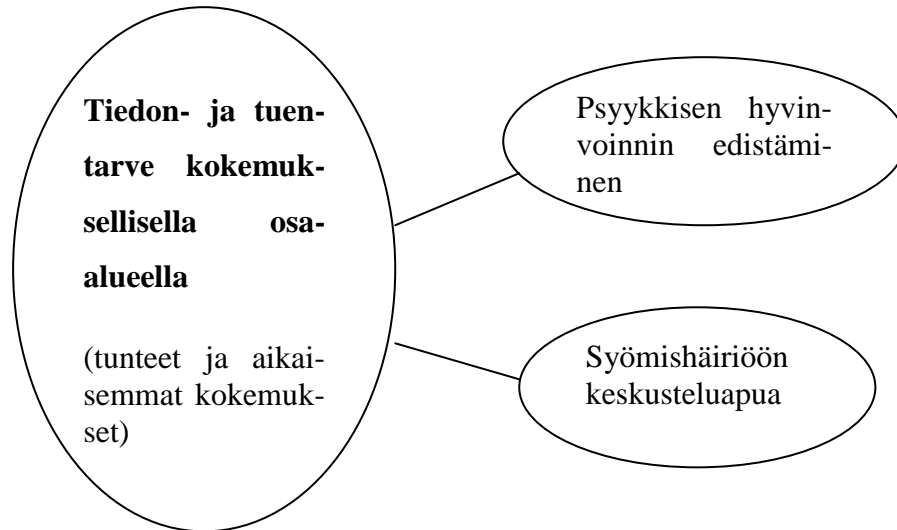 Tiedon- ja tuen-
tarve kokemuk-
sellisella osa-
alueella
(tunteet ja aikai-
semmat kokemuk-
set)
Psyykkisen hyvin-
voinnin edistämi-
nen
Syömishäiriöön
keskusteluapua